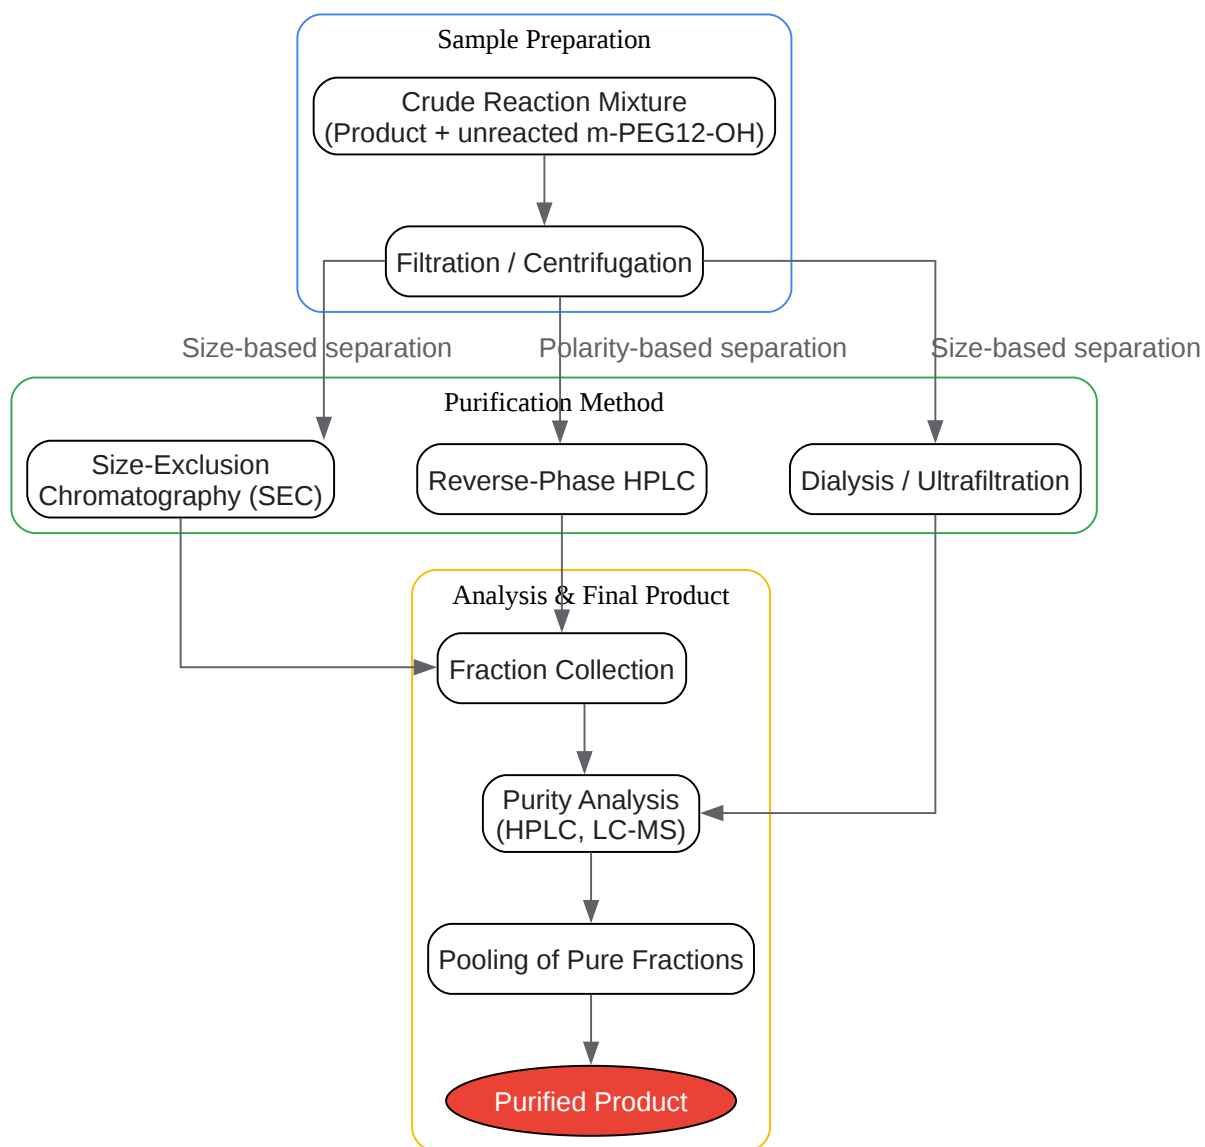 Sample Preparation
Crude Reaction Mixture
(Product + unreacted m-PEG12-OH)
Filtration / Centrifugation
Size-based separation
Polarity-based separation
Size-based separation
Purification Method
Size-Exclusion
Chromatography (SEC)
Reverse-Phase HPLC
Dialysis / Ultrafiltration
Analysis & Final Product
Fraction Collection
Purity Analysis
(HPLC, LC-MS)
Pooling of Pure Fractions
Purified Product